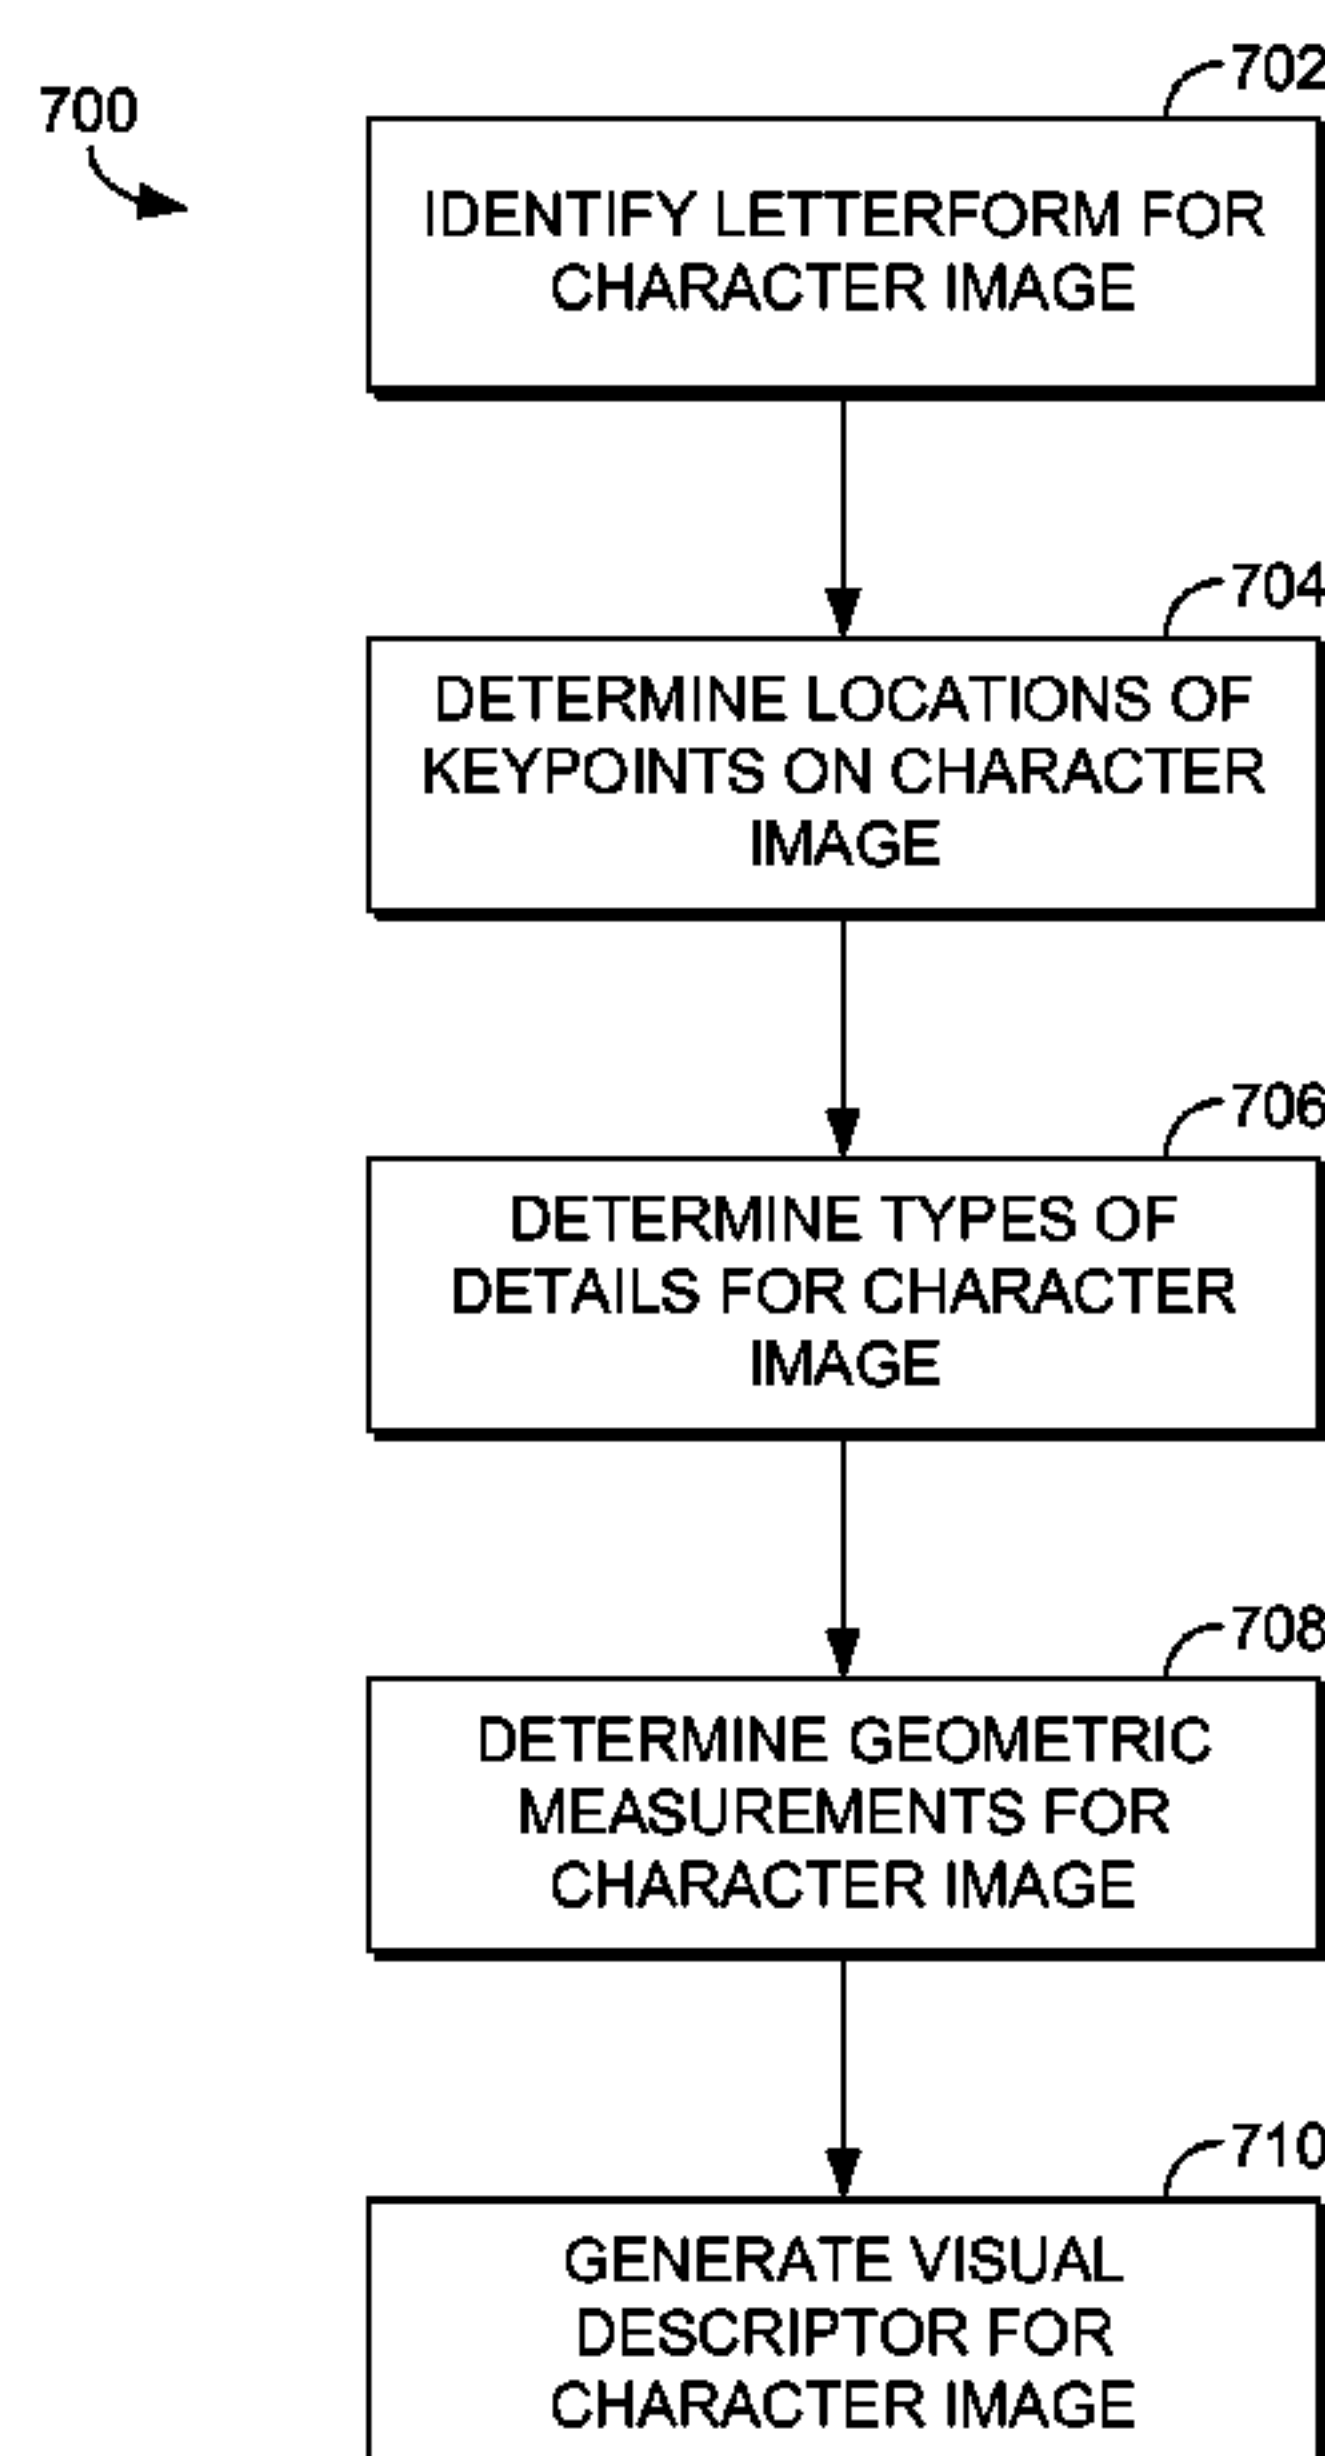 700
702
IDENTIFY LETTERFORM FOR
CHARACTER IMAGE
704
DETERMINE LOCATIONS OF
KEYPOINTS ON CHARACTER
IMAGE
706
DETERMINE TYPES OF
DETAILS FOR CHARACTER
IMAGE
708
DETERMINE GEOMETRIC
MEASUREMENTS FOR
CHARACTER IMAGE
710
GENERATE VISUAL
DESCRIPTOR FOR
CHARACTER IMAGE